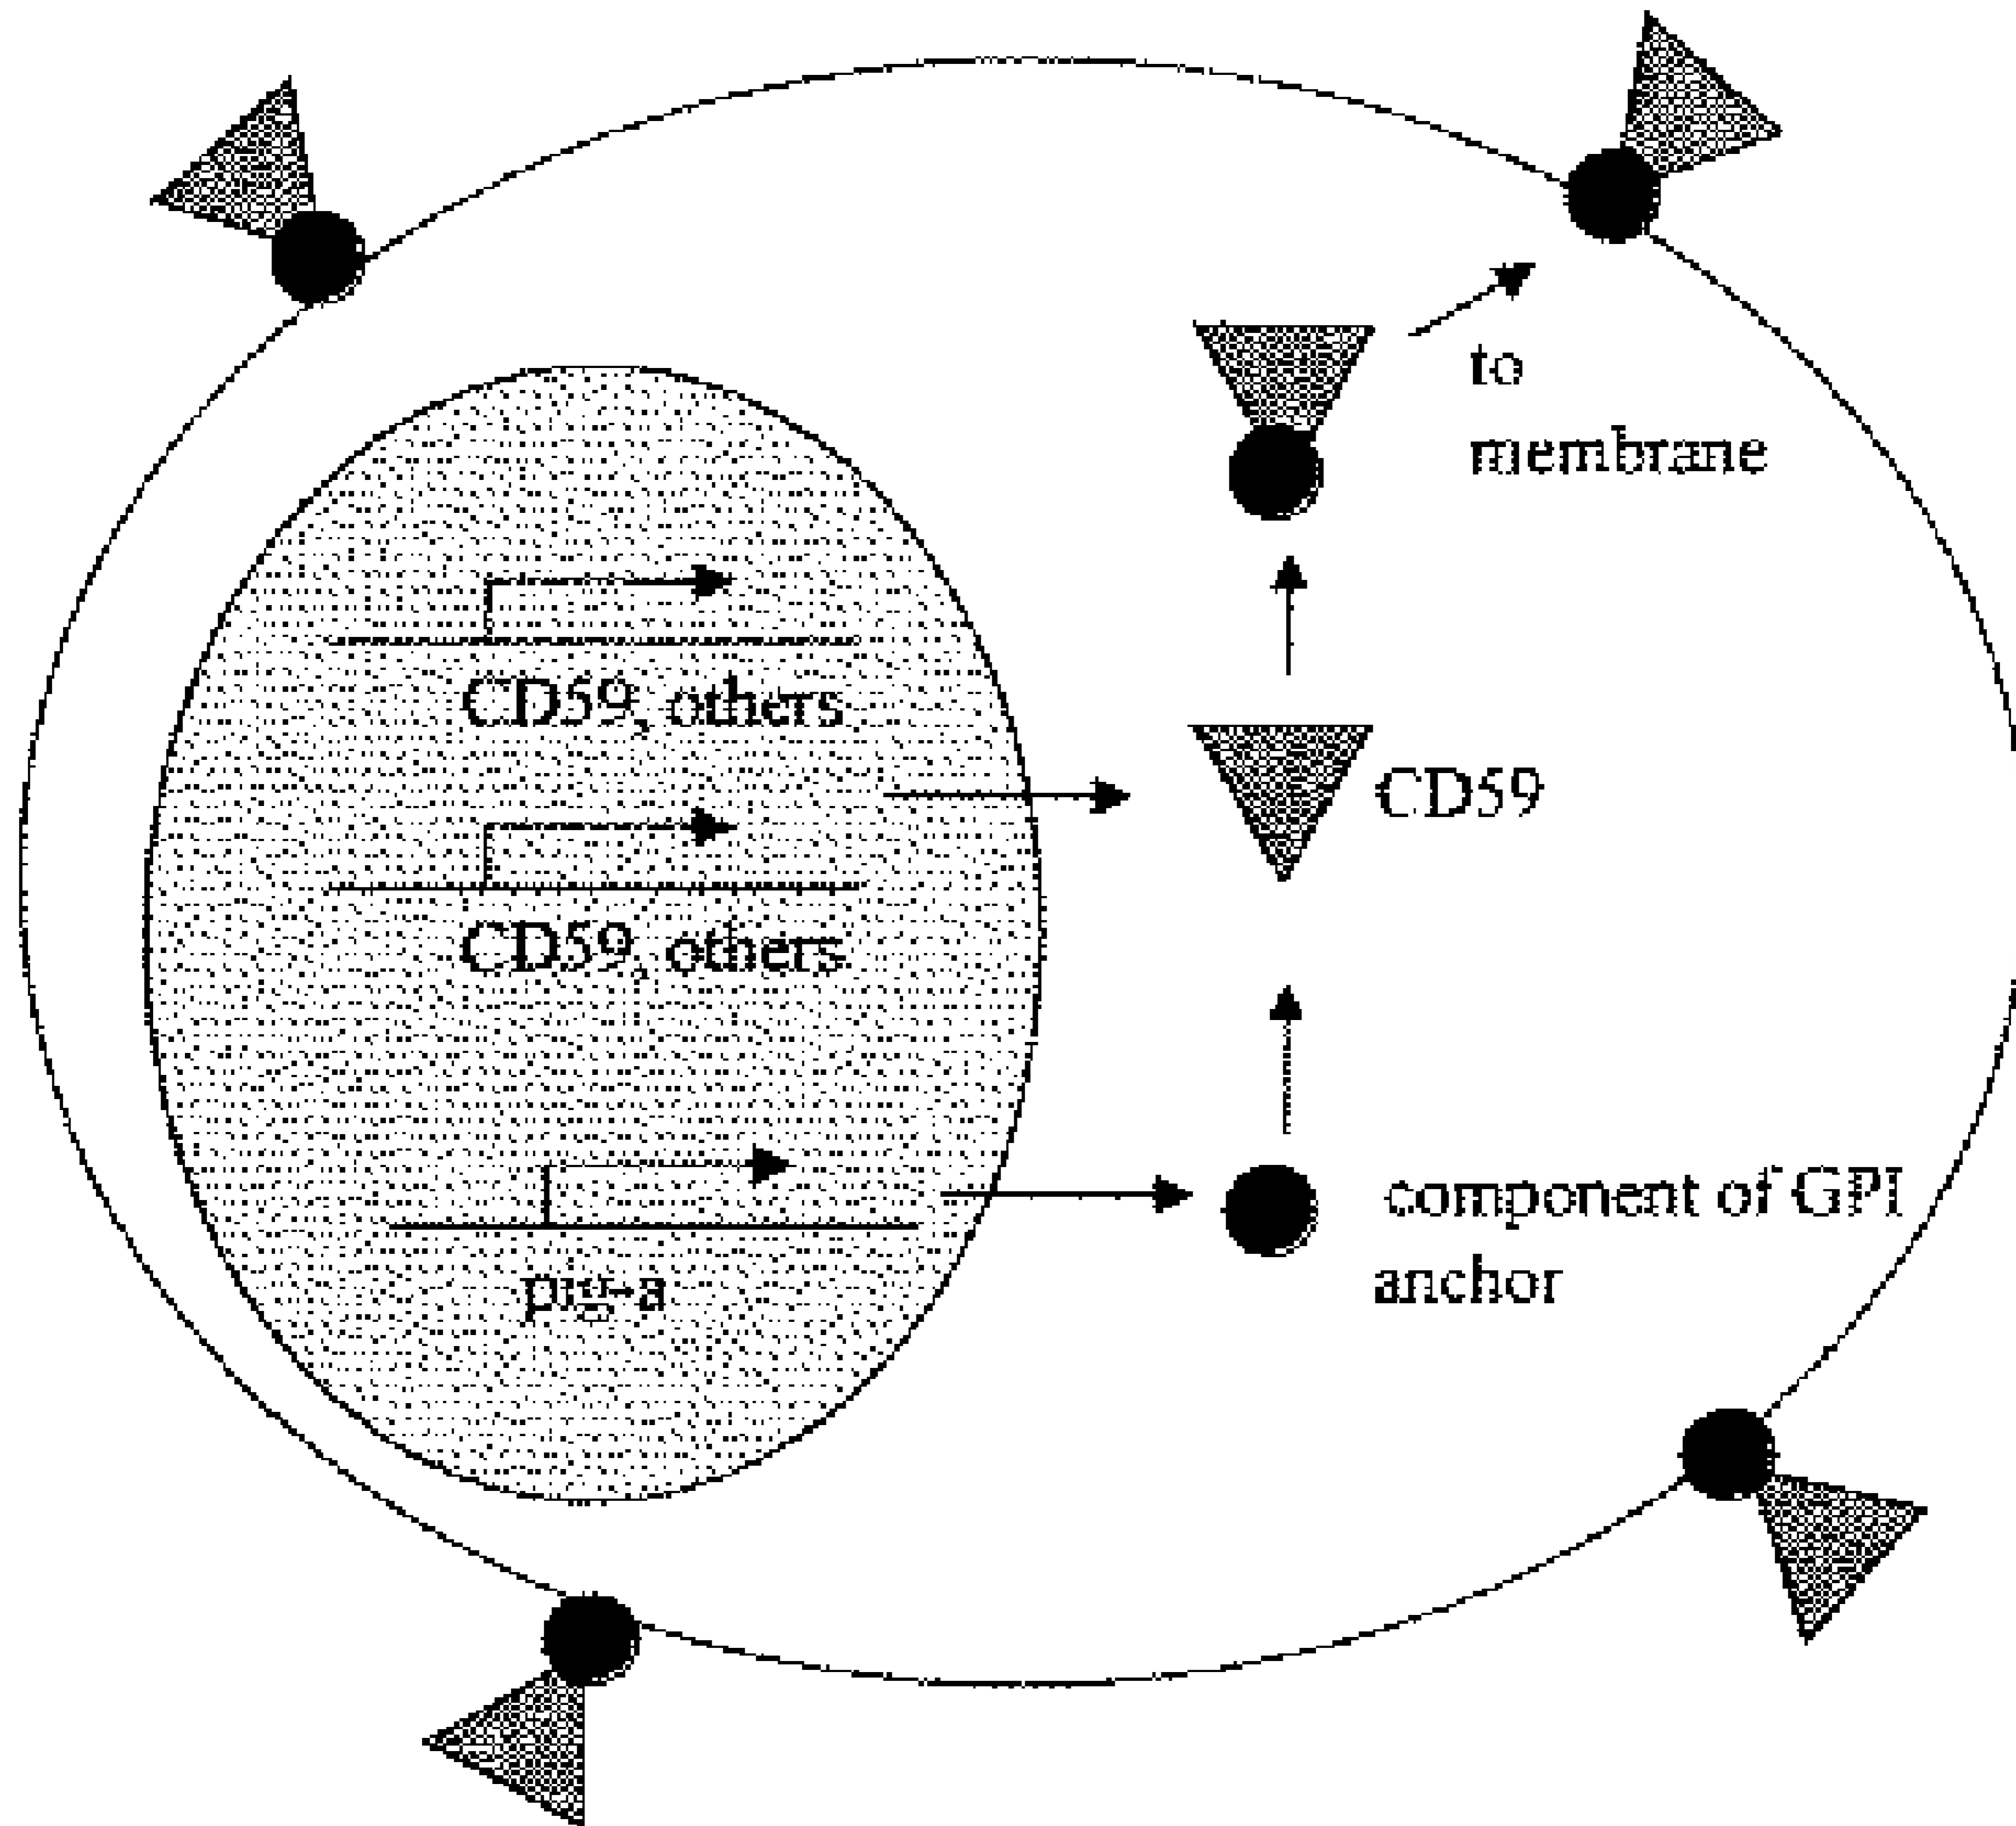 to
membrane
CD59, others
CD59
CD59, others
component of GPI
anchor
pig-a